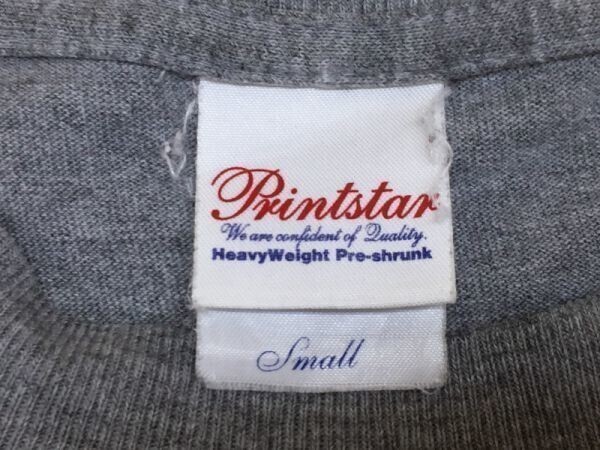 Printstar
We are confident of Quality.
HeavyWeight Pre-shrunk
Small